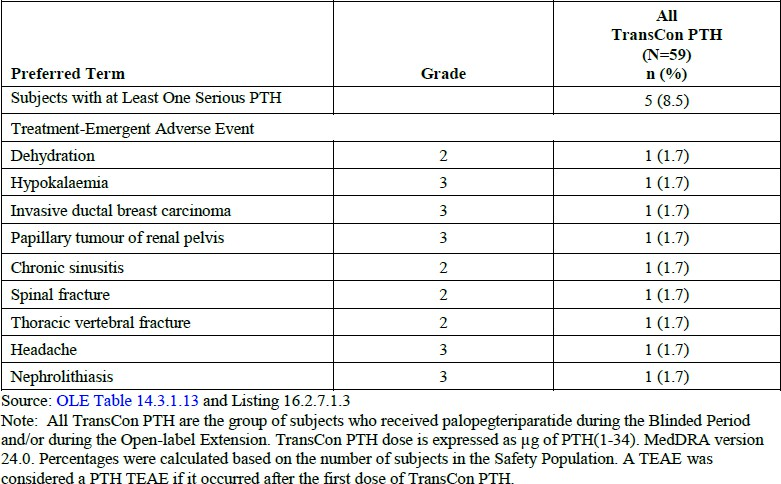 All
TransCon PTH
(N=59)
Preferred Term Grade n (%)
Subjects with at Least One Serious PTH 5 (8.5)
Treatment-Emergent Adverse Event
Dehydration 2 1 (1.7)
Hypokalaemia 3 1 (1.7)
Invasive ductal breast carcinoma 3 1 (1.7)
Papillary tumour of renal pelvis 3 1 (1.7)
Chronic sinusitis 2 1 (1.7)
Spinal fracture 2 1 (1.7)
Thoracic vertebral fracture 2 1 (1.7)
Headache 3 1 (1.7)
Nephrolithiasis 3 1 (1.7)
Source: OLE Table 14.3.1.13 and Listing 16.2.7.1.3
Note: All TransCon PTH are the group of subjects who received palopegteriparatide during the Blinded Period
and/or during the Open-label Extension. TransCon PTH dose is expressed as µg of PTH(1-34). MedDRA version
24.0. Percentages were calculated based on the number of subjects in the Safety Population. A TEAE was
considered a PTH TEAE if it occurred after the first dose of TransCon PTH.